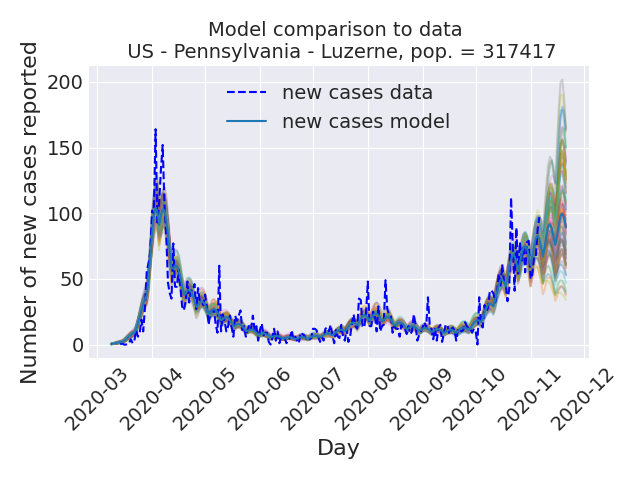 Model comparison to data
US - Pennsylvania - Luzerne, pop. = 317417
Number of new cases reported
200
150
100
50
0
new cases data
new cases model
2020-03
2020-04
2020-05
2020-06
2020-07
2020-08
2020-09
2020-10
2020-11
2020-12
Day